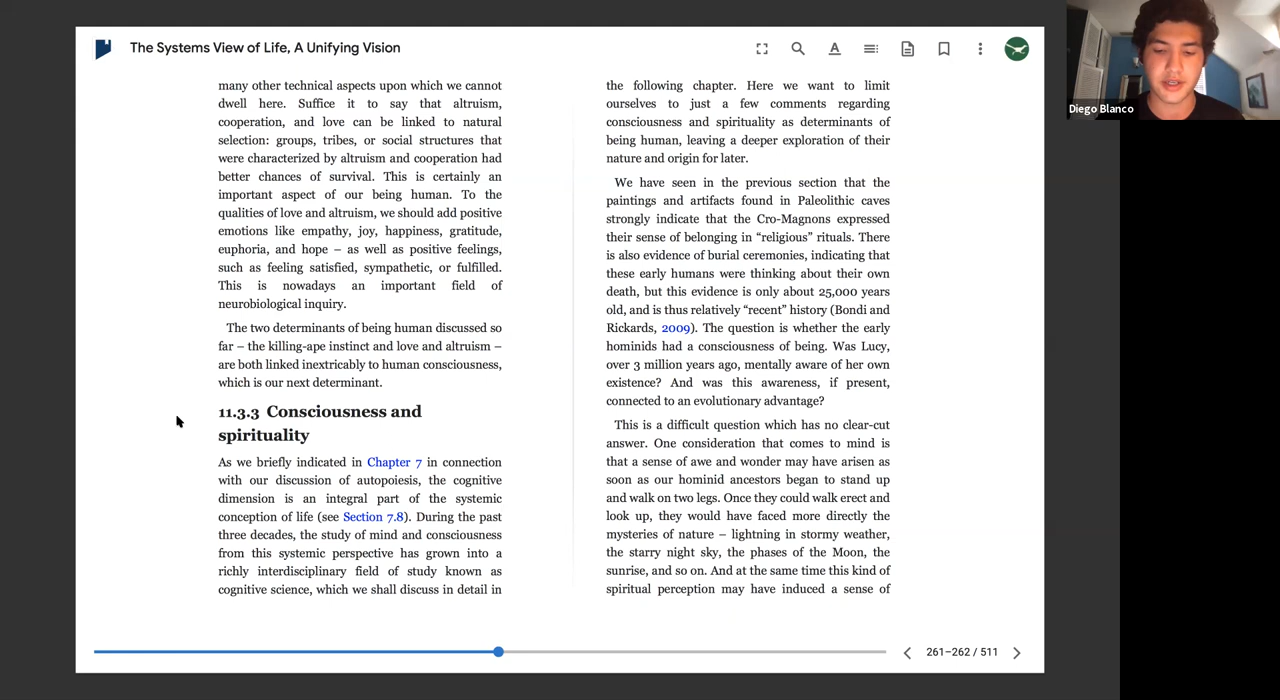 The Systems View of Life, A Unifying Vision
Diego Blanco
many other technical aspects upon which we cannot
dwell here. Suffice it to say that altruism,
cooperation, and love can be linked to natural
selection: groups, tribes, or social structures that
were characterized by altruism and cooperation had
better chances of survival. This is certainly an
important aspect of our being human. To the
qualities of love and altruism, we should add positive
emotions like empathy, joy, happiness, gratitude,
euphoria, and hope – as well as positive feelings,
such as feeling satisfied, sympathetic, or fulfilled.
This is nowadays an important field of
neurobiological inquiry.
The two determinants of being human discussed so
far – the killing-ape instinct and love and altruism –
are both linked inextricably to human consciousness,
which is our next determinant.
11.3.3 Consciousness and
spirituality
As we briefly indicated in Chapter 7 in connection
with our discussion of autopoiesis, the cognitive
dimension is an integral part of the systemic
conception of life (see Section 7.8). During the past
three decades, the study of mind and consciousness
from this systemic perspective has grown into a
richly interdisciplinary field of study known as
cognitive science, which we shall discuss in detail in
the following chapter. Here we want to limit
ourselves to just a few comments regarding
consciousness and spirituality as determinants of
being human, leaving a deeper exploration of their
nature and origin for later.
We have seen in the previous section that the
paintings and artifacts found in Paleolithic caves
strongly indicate that the Cro-Magnons expressed
their sense of belonging in “religious” rituals. There
is also evidence of burial ceremonies, indicating that
these early humans were thinking about their own
death, but this evidence is only about 25,000 years
old, and is thus relatively “recent” history (Bondi and
Rickards, 2009). The question is whether the early
hominids had a consciousness of being. Was Lucy,
over 3 million years ago, mentally aware of her own
existence? And was this awareness, if present,
connected to an evolutionary advantage?
This is a difficult question which has no clear-cut
answer. One consideration that comes to mind is
that a sense of awe and wonder may have arisen as
soon as our hominid ancestors began to stand up
and walk on two legs. Once they could walk erect and
look up, they would have faced more directly the
mysteries of nature – lightning in stormy weather,
the starry night sky, the phases of the Moon, the
sunrise, and so on. And at the same time this kind of
spiritual perception may have induced a sense of
261–262 / 511